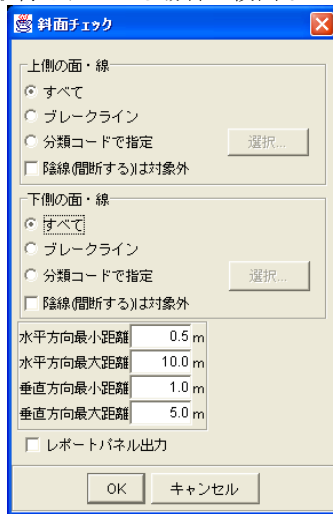 斜面チェック
上側の面・線
すべて
ブレークライン
分類コードで指定
選択...
陰線(間断する)は対象外
下側の面・線
すべて
ブレークライン
分類コードで指定
選択...
陰線(間断する)は対象外
水平方向最小距離 0.5 m
水平方向最大距離 10.0 m
垂直方向最小距離 1.0 m
垂直方向最大距離 5.0 m
レポートパネル出力
OK キャンセル